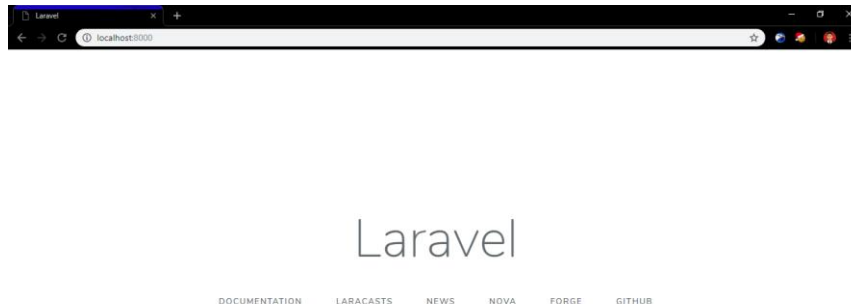 Laravel
localhost:8000
Laravel
DOCUMENTATION LARACASTS NEWS NOVA FORGE GITHUB